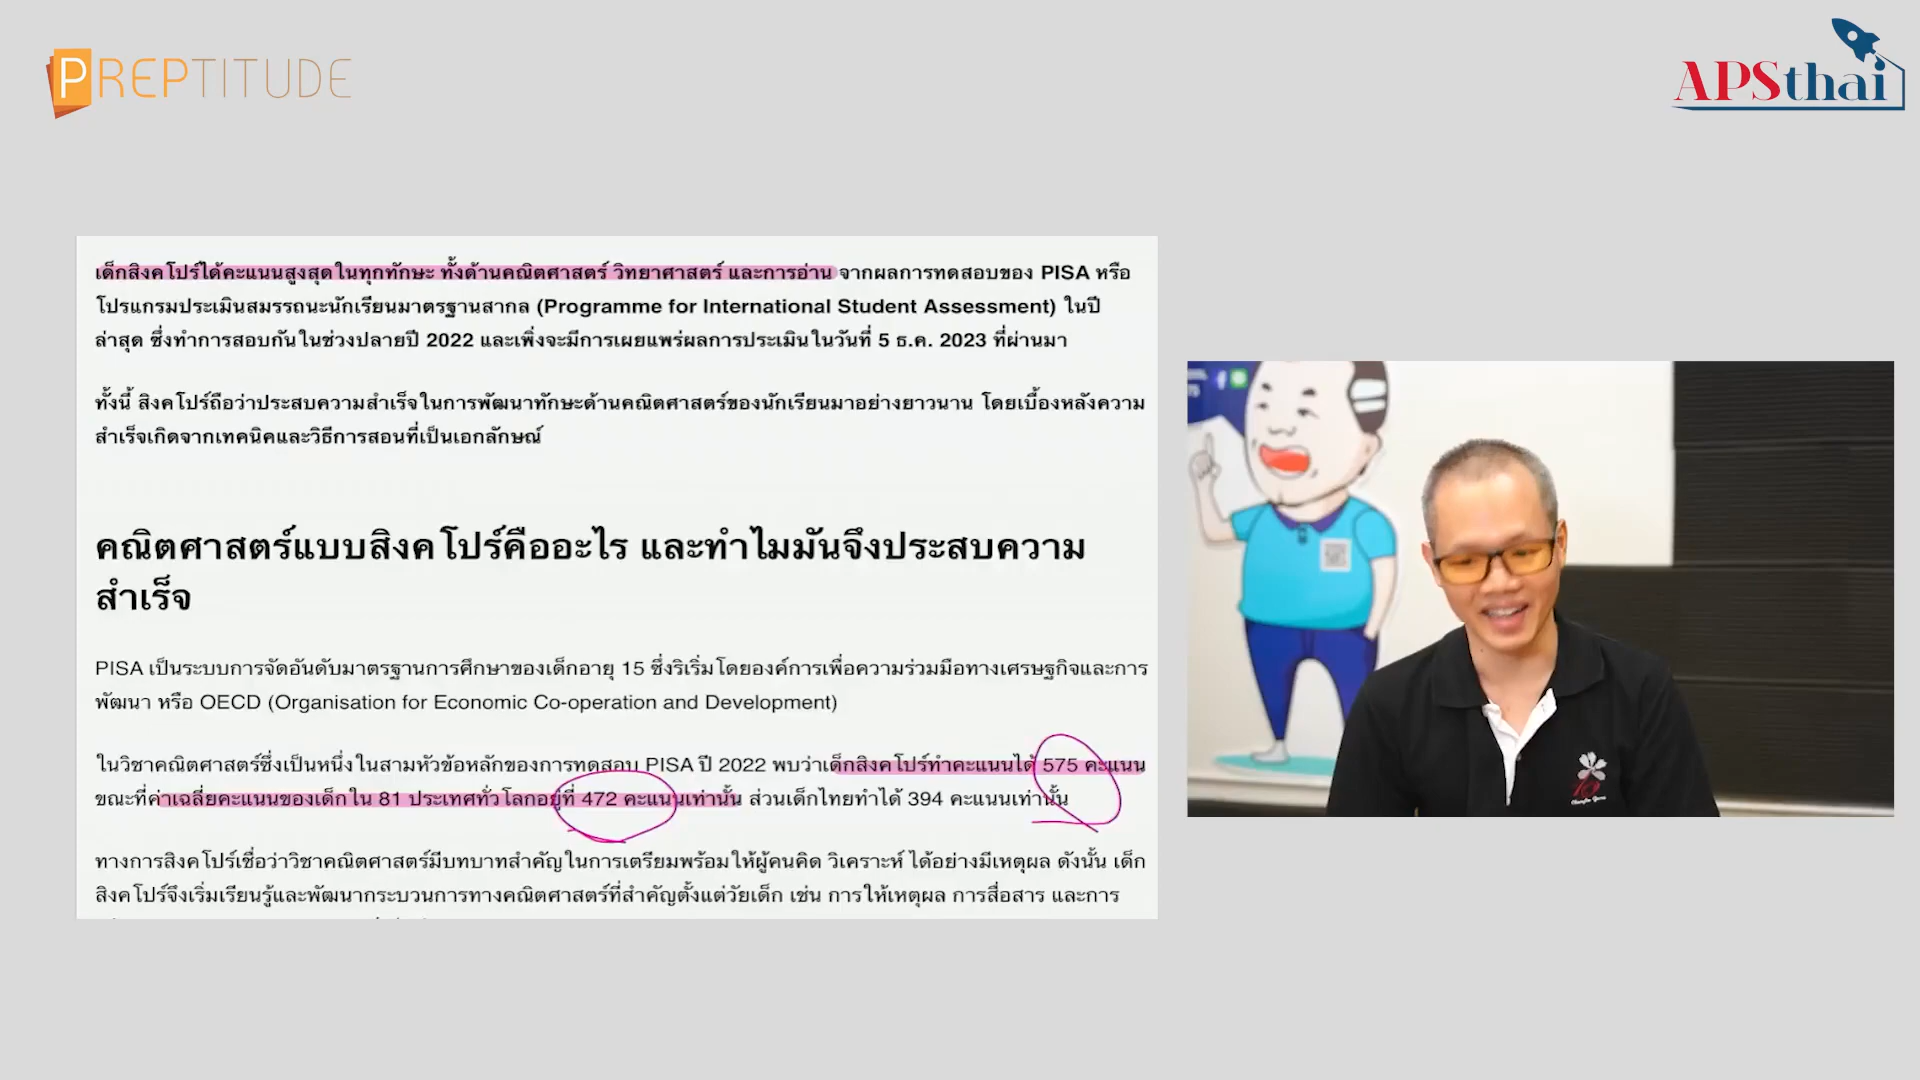 PREPTITUDE
APSthai
เด็กสิงคโปร์ได้คะแนนสูงสุดในทุกทักษะ ทั้งด้านคณิตศาสตร์ วิทยาศาสตร์ และการอ่าน จากผลการทดสอบของ PISA หรือ
โปรแกรมประเมินสมรรถนะนักเรียนมาตรฐานสากล (Programme for International Student Assessment) ในปี
ล่าสุด ซึ่งทำการสอบกันในช่วงปลายปี 2022 และเพิ่งจะมีการเผยแพร่ผลการประเมินในวันที่ 5 ธ.ค. 2023 ที่ผ่านมา
ทั้งนี้ สิงคโปร์ถือว่าประสบความสำเร็จในการพัฒนาทักษะด้านคณิตศาสตร์ของนักเรียนมาอย่างยาวนาน โดยเบื้องหลังความ
สำเร็จเกิดจากเทคนิคและวิธีการสอนที่เป็นเอกลักษณ์
คณิตศาสตร์แบบสิงคโปร์คืออะไร และทำไมมันจึงประสบความ
สำเร็จ
PISA เป็นระบบการจัดอันดับมาตรฐานการศึกษาของเด็กอายุ 15 ซึ่งริเริ่มโดยองค์การเพื่อความร่วมมือทางเศรษฐกิจและการ
พัฒนา หรือ OECD (Organisation for Economic Co-operation and Development)
ในวิชาคณิตศาสตร์ซึ่งเป็นหนึ่งในสามหัวข้อหลักของการทดสอบ PISA ปี 2022 พบว่าเด็กสิงคโปร์ทำคะแนนได้ 575 คะแนน
ขณะที่ค่าเฉลี่ยคะแนนของเด็กใน 81 ประเทศทั่วโลกอยู่ที่ 472 คะแนนเท่านั้น ส่วนเด็กไทยทำได้ 394 คะแนนเท่านั้น
ทางการสิงคโปร์เชื่อว่าวิชาคณิตศาสตร์มีบทบาทสำคัญในการเตรียมพร้อมให้ผู้คนคิด วิเคราะห์ ได้อย่างมีเหตุผล ดังนั้น เด็ก
สิงคโปร์จึงเริ่มเรียนรู้และพัฒนากระบวนการทางคณิตศาสตร์ที่สำคัญตั้งแต่วัยเด็ก เช่น การให้เหตุผล การสื่อสาร และการ